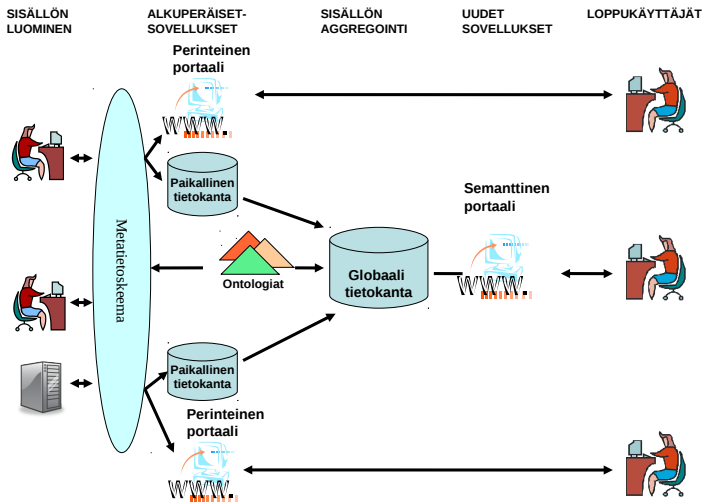 SISÄLLÖN
LUOMINEN
ALKUPERÄISET-
SOVELLUKSET
SISÄLLÖN
AGGREGOINTI
UUDET
SOVELLUKSET
LOPPUKÄYTTÄJÄT
Perinteinen
portaali
WWW.
Paikallinen
tietokanta
Metatietoskeema
Ontologiat
Globaali
tietokanta
Semanttinen
portaali
WWW.
Paikallinen
tietokanta
Perinteinen
portaali
WWW.